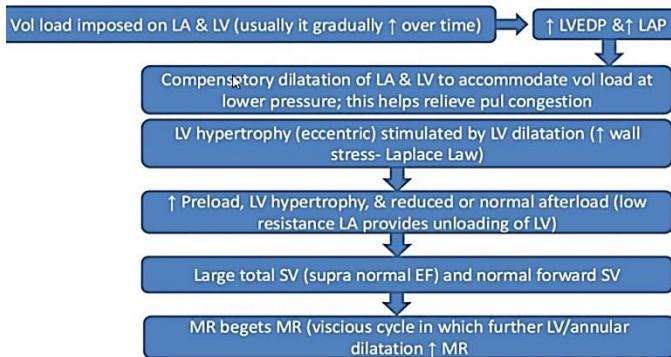 Vol load imposed on LA & LV (usually it gradually ↑ over time)
↑ LVEDP &↑ LAP
Compensatory dilatation of LA & LV to accommodate vol load at
lower pressure; this helps relieve pul congestion
LV hypertrophy (eccentric) stimulated by LV dilatation (↑ wall
stress- Laplace Law)
↑ Preload, LV hypertrophy, & reduced or normal afterload (low
resistance LA provides unloading of LV)
Large total SV (supra normal EF) and normal forward SV
MR begets MR (viscious cycle in which further LV/annular
dilatation ↑ MR